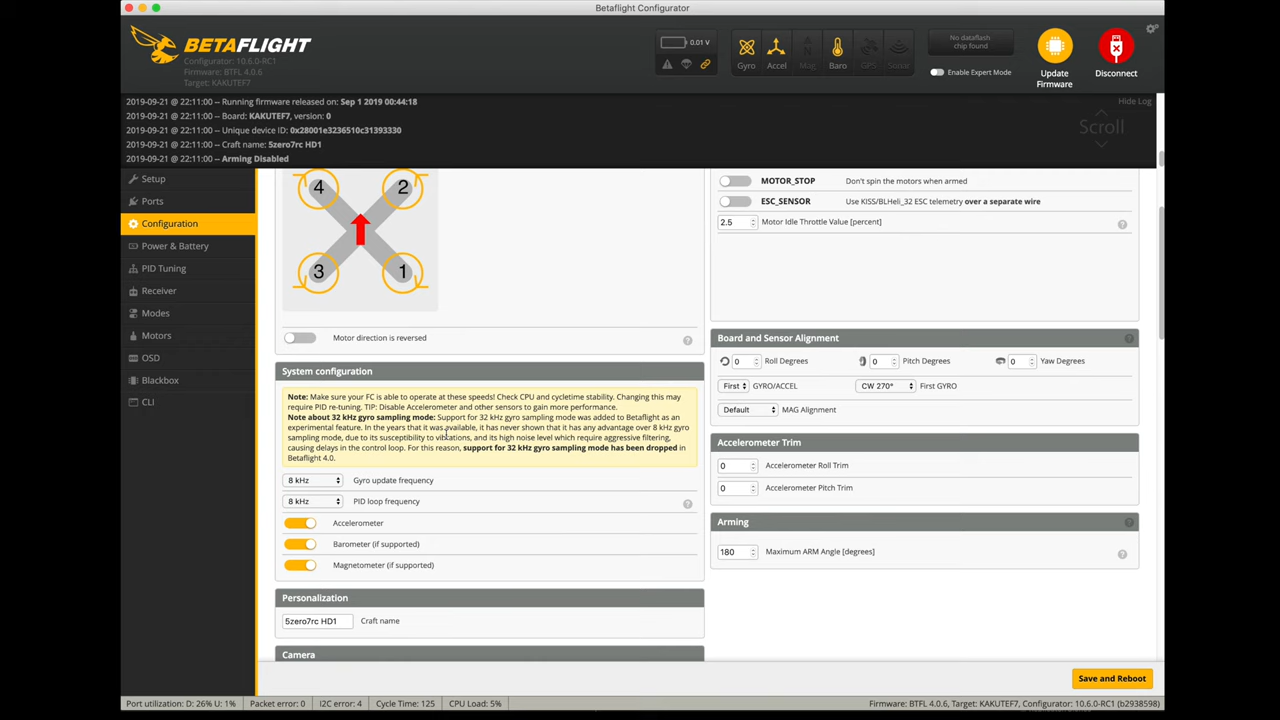 Betaflight Configurator
BETAFLIGHT
Configurator: 10.6.0-RC1
Firmware: BTFL 4.0.6
Target: KAKUTEF7
0.01 V
Gyro
Accel
Mag
Baro
GPS
Sonar
No dataflash
chip found
Enable Expert Mode
Update
Firmware
Disconnect
2019-09-21 @ 22:11:00 -- Running firmware released on: Sep 1 2019 00:44:18
2019-09-21 @ 22:11:00 -- Board: KAKUTEF7, version: 0
2019-09-21 @ 22:11:00 -- Unique device ID: 0x28001e3236510c31393330
2019-09-21 @ 22:11:00 -- Craft name: 5zero7rc HD1
2019-09-21 @ 22:11:00 -- Arming Disabled
Hide Log
Scroll
Setup
Ports
Configuration
Power & Battery
PID Tuning
Receiver
Modes
Motors
OSD
Blackbox
CLI
4
2
3
1
Motor direction is reversed
System configuration
Note: Make sure your FC is able to operate at these speeds! Check CPU and cycletime stability. Changing this may
require PID re-tuning. TIP: Disable Accelerometer and other sensors to gain more performance.
Note about 32 kHz gyro sampling mode: Support for 32 kHz gyro sampling mode was added to Betaflight as an
experimental feature. In the years that it was available, it has never shown that it has any advantage over 8 kHz gyro
sampling mode, due to its susceptibility to vibrations, and its high noise level which require aggressive filtering,
causing delays in the control loop. For this reason, support for 32 kHz gyro sampling mode has been dropped in
Betaflight 4.0.
8 kHz Gyro update frequency
8 kHz PID loop frequency
Accelerometer
Barometer (if supported)
Magnetometer (if supported)
Personalization
5zero7rc HD1 Craft name
Camera
MOTOR_STOP Don't spin the motors when armed
ESC_SENSOR Use KISS/BLHeli_32 ESC telemetry over a separate wire
2.5 Motor Idle Throttle Value [percent]
Board and Sensor Alignment
0 Roll Degrees 0 Pitch Degrees 0 Yaw Degrees
First GYRO/ACCEL CW 270° First GYRO
Default MAG Alignment
Accelerometer Trim
0 Accelerometer Roll Trim
0 Accelerometer Pitch Trim
Arming
180 Maximum ARM Angle [degrees]
Save and Reboot
Port utilization: D: 26% U: 1% Packet error: 0 I2C error: 4 Cycle Time: 125 CPU Load: 5% Firmware: BTFL 4.0.6, Target: KAKUTEF7, Configurator: 10.6.0-RC1 (b2938598)